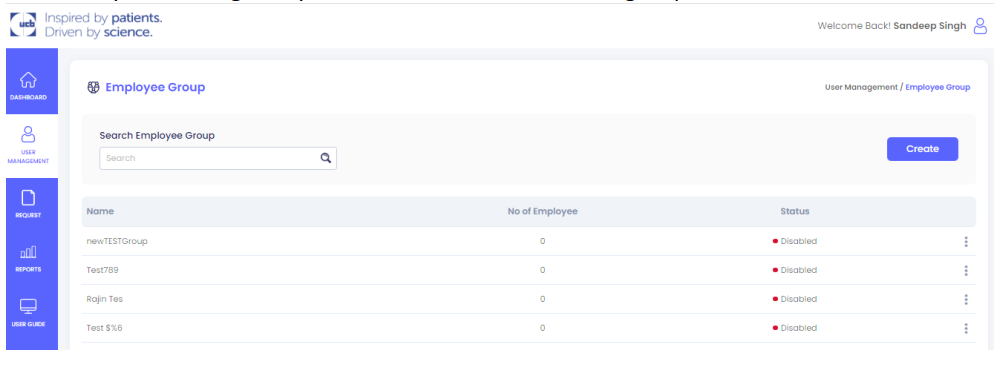 ucb Inspired by patients.
Driven by science.
Welcome Back! Sandeep Singh
DASHBOARD
Employee Group
User Management / Employee Group
USER
MANAGEMENT
Search Employee Group
Search
Create
REQUEST
Name No of Employee Status
newTESTGroup 0 Disabled
REPORTS
Test789 0 Disabled
Rajin Tes 0 Disabled
USER GUIDE
Test $%6 0 Disabled